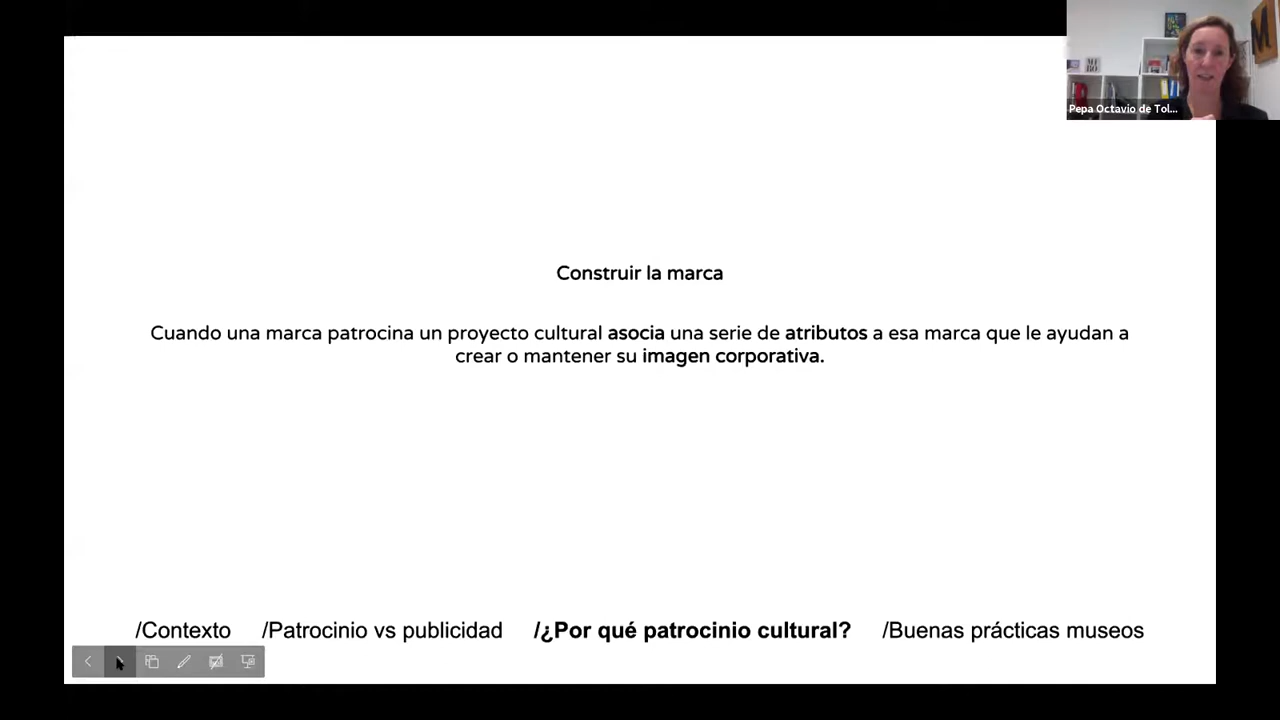 Pepa Octavio de Tol...
Construir la marca
Cuando una marca patrocina un proyecto cultural asocia una serie de atributos a esa marca que le ayudan a
crear o mantener su imagen corporativa.
/Contexto /Patrocinio vs publicidad /¿Por qué patrocinio cultural? /Buenas prácticas museos